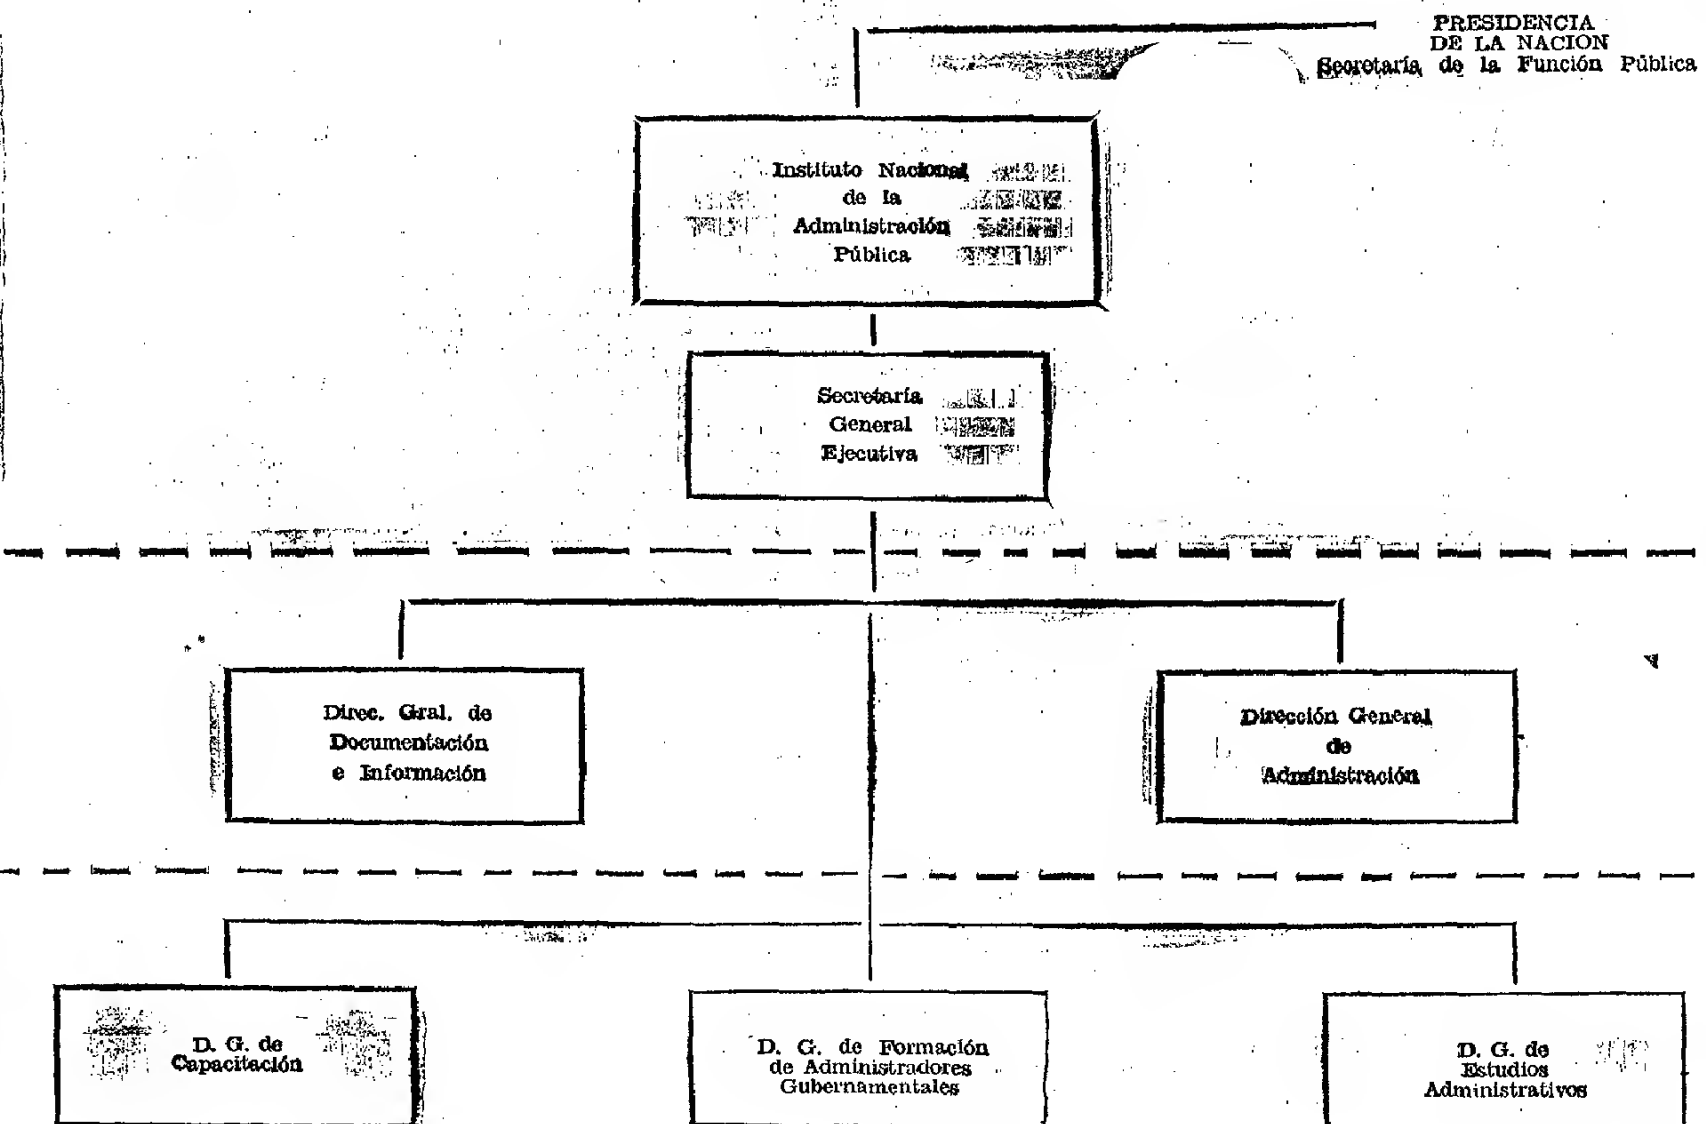 PRESIDENCIA
DE LA NACION
Secretaría de la Función Pública
Instituto Nacional
de la
Administración
Pública
Secretaría
General
Ejecutiva
Direc. Gral. de
Documentación
e Información
Dirección General
de
Administración
D. G. de
Capacitación
D. G. de Formación
de Administradores
Gubernamentales
D. G. de
Estudios
Administrativos